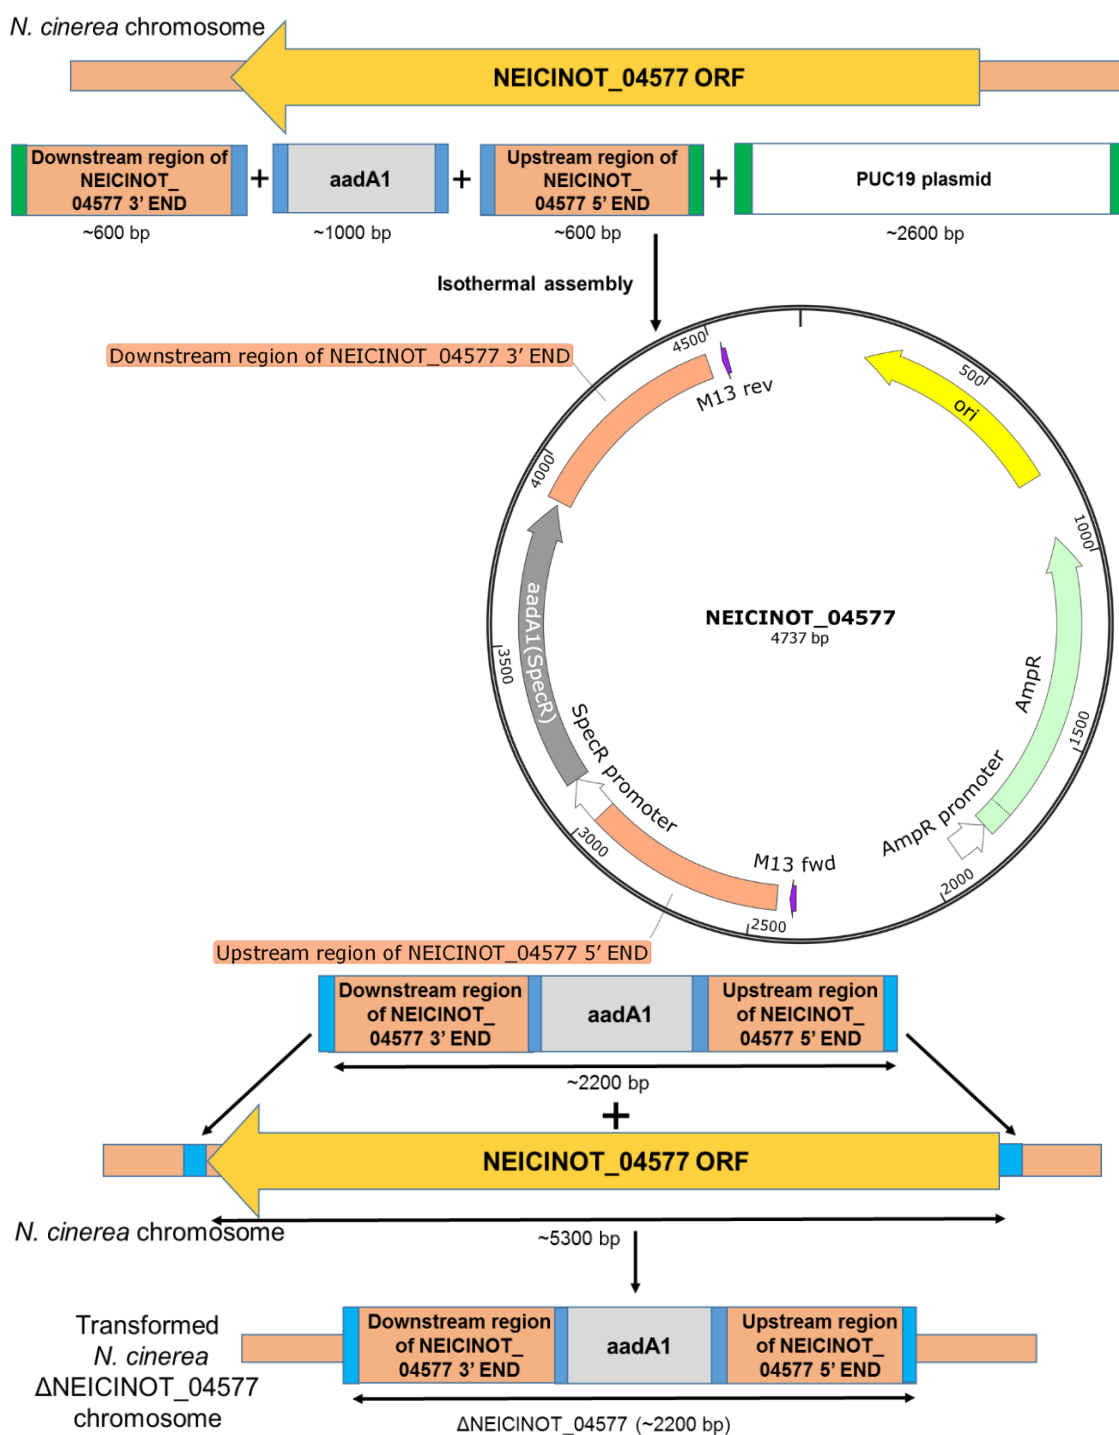 N. cinerea chromosome
NEICINOT_04577 ORF
Downstream region of
NEICINOT_
04577 3’ END
+
aadA1
+
Upstream region of
NEICINOT_
04577 5’ END
+
PUC19 plasmid
~600 bp
~1000 bp
~600 bp
~2600 bp
Isothermal assembly
Downstream region of NEICINOT_04577 3’ END
4500
M13 rev
500
ori
4000
1000
aadA1(SpecR)
NEICINOT_04577
4737 bp
3500
AmpR
1500
SpecR promoter
AmpR promoter
3000
M13 fwd
2000
2500
Upstream region of NEICINOT_04577 5’ END
Downstream region
of NEICINOT_
04577 3’ END
aadA1
Upstream region
of NEICINOT_
04577 5’ END
~2200 bp
+
NEICINOT_04577 ORF
N. cinerea chromosome
~5300 bp
Transformed
N. cinerea
ΔNEICINOT_04577
chromosome
Downstream region
of NEICINOT_
04577 3’ END
aadA1
Upstream region
of NEICINOT_
04577 5’ END
ΔNEICINOT_04577 (~2200 bp)